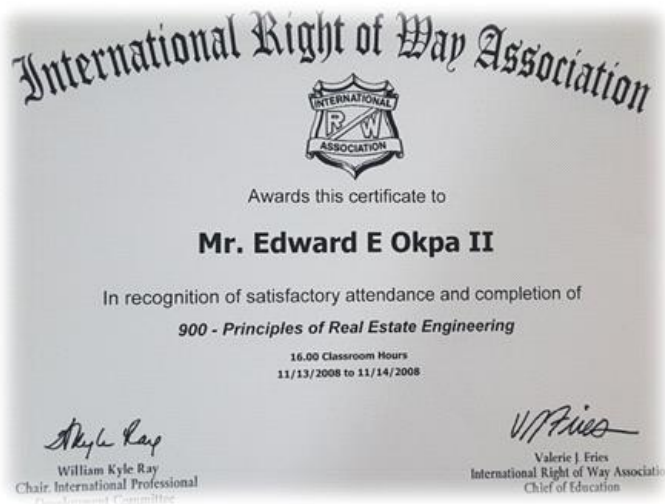 International Right of Way Association
INTERNATIONAL
R W
ASSOCIATION
Awards this certificate to
Mr. Edward E Okpa II
In recognition of satisfactory attendance and completion of
900 - Principles of Real Estate Engineering
16.00 Classroom Hours
11/13/2008 to 11/14/2008
William Kyle Ray
Chair, International Professional
Development Committee
Valerie J. Fries
International Right of Way Associatio
Chief of Education